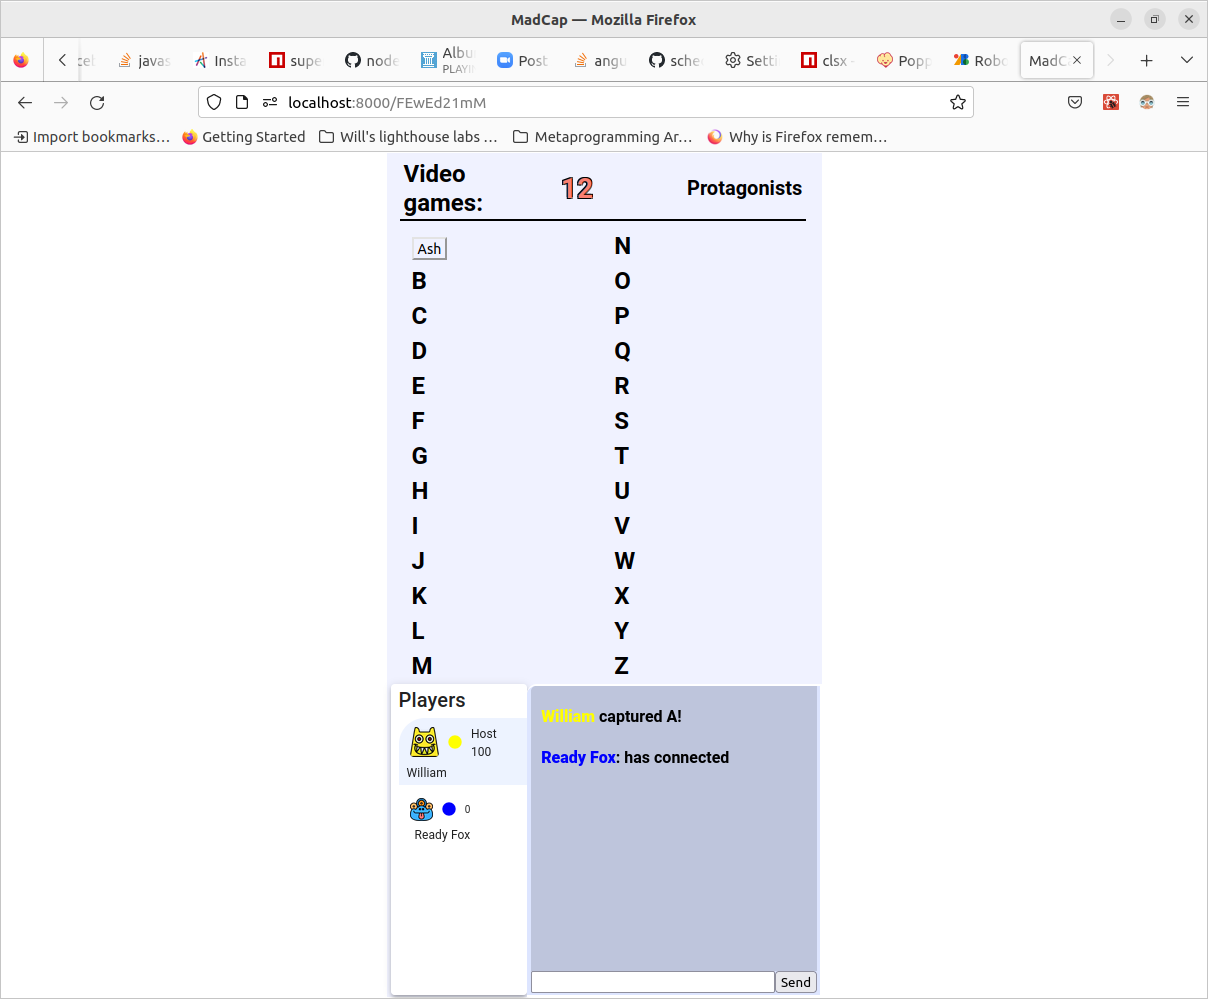 MadCap — Mozilla Firefox
javas
Insta
supe
node
Albu
PLAYI
Post
angu
sche
Setti
clsx -
Popp
Robo
MadC
localhost:8000/FEwEd21mM
Import bookmarks…
Getting Started
Will's lighthouse labs …
Metaprogramming Ar…
Why is Firefox remem…
Video
games:
12
Protagonists
Ash
B
C
D
E
F
G
H
I
J
K
L
M
N
O
P
Q
R
S
T
U
V
W
X
Y
Z
Players
Host
100
William
0
Ready Fox
William captured A!
Ready Fox: has connected
Send